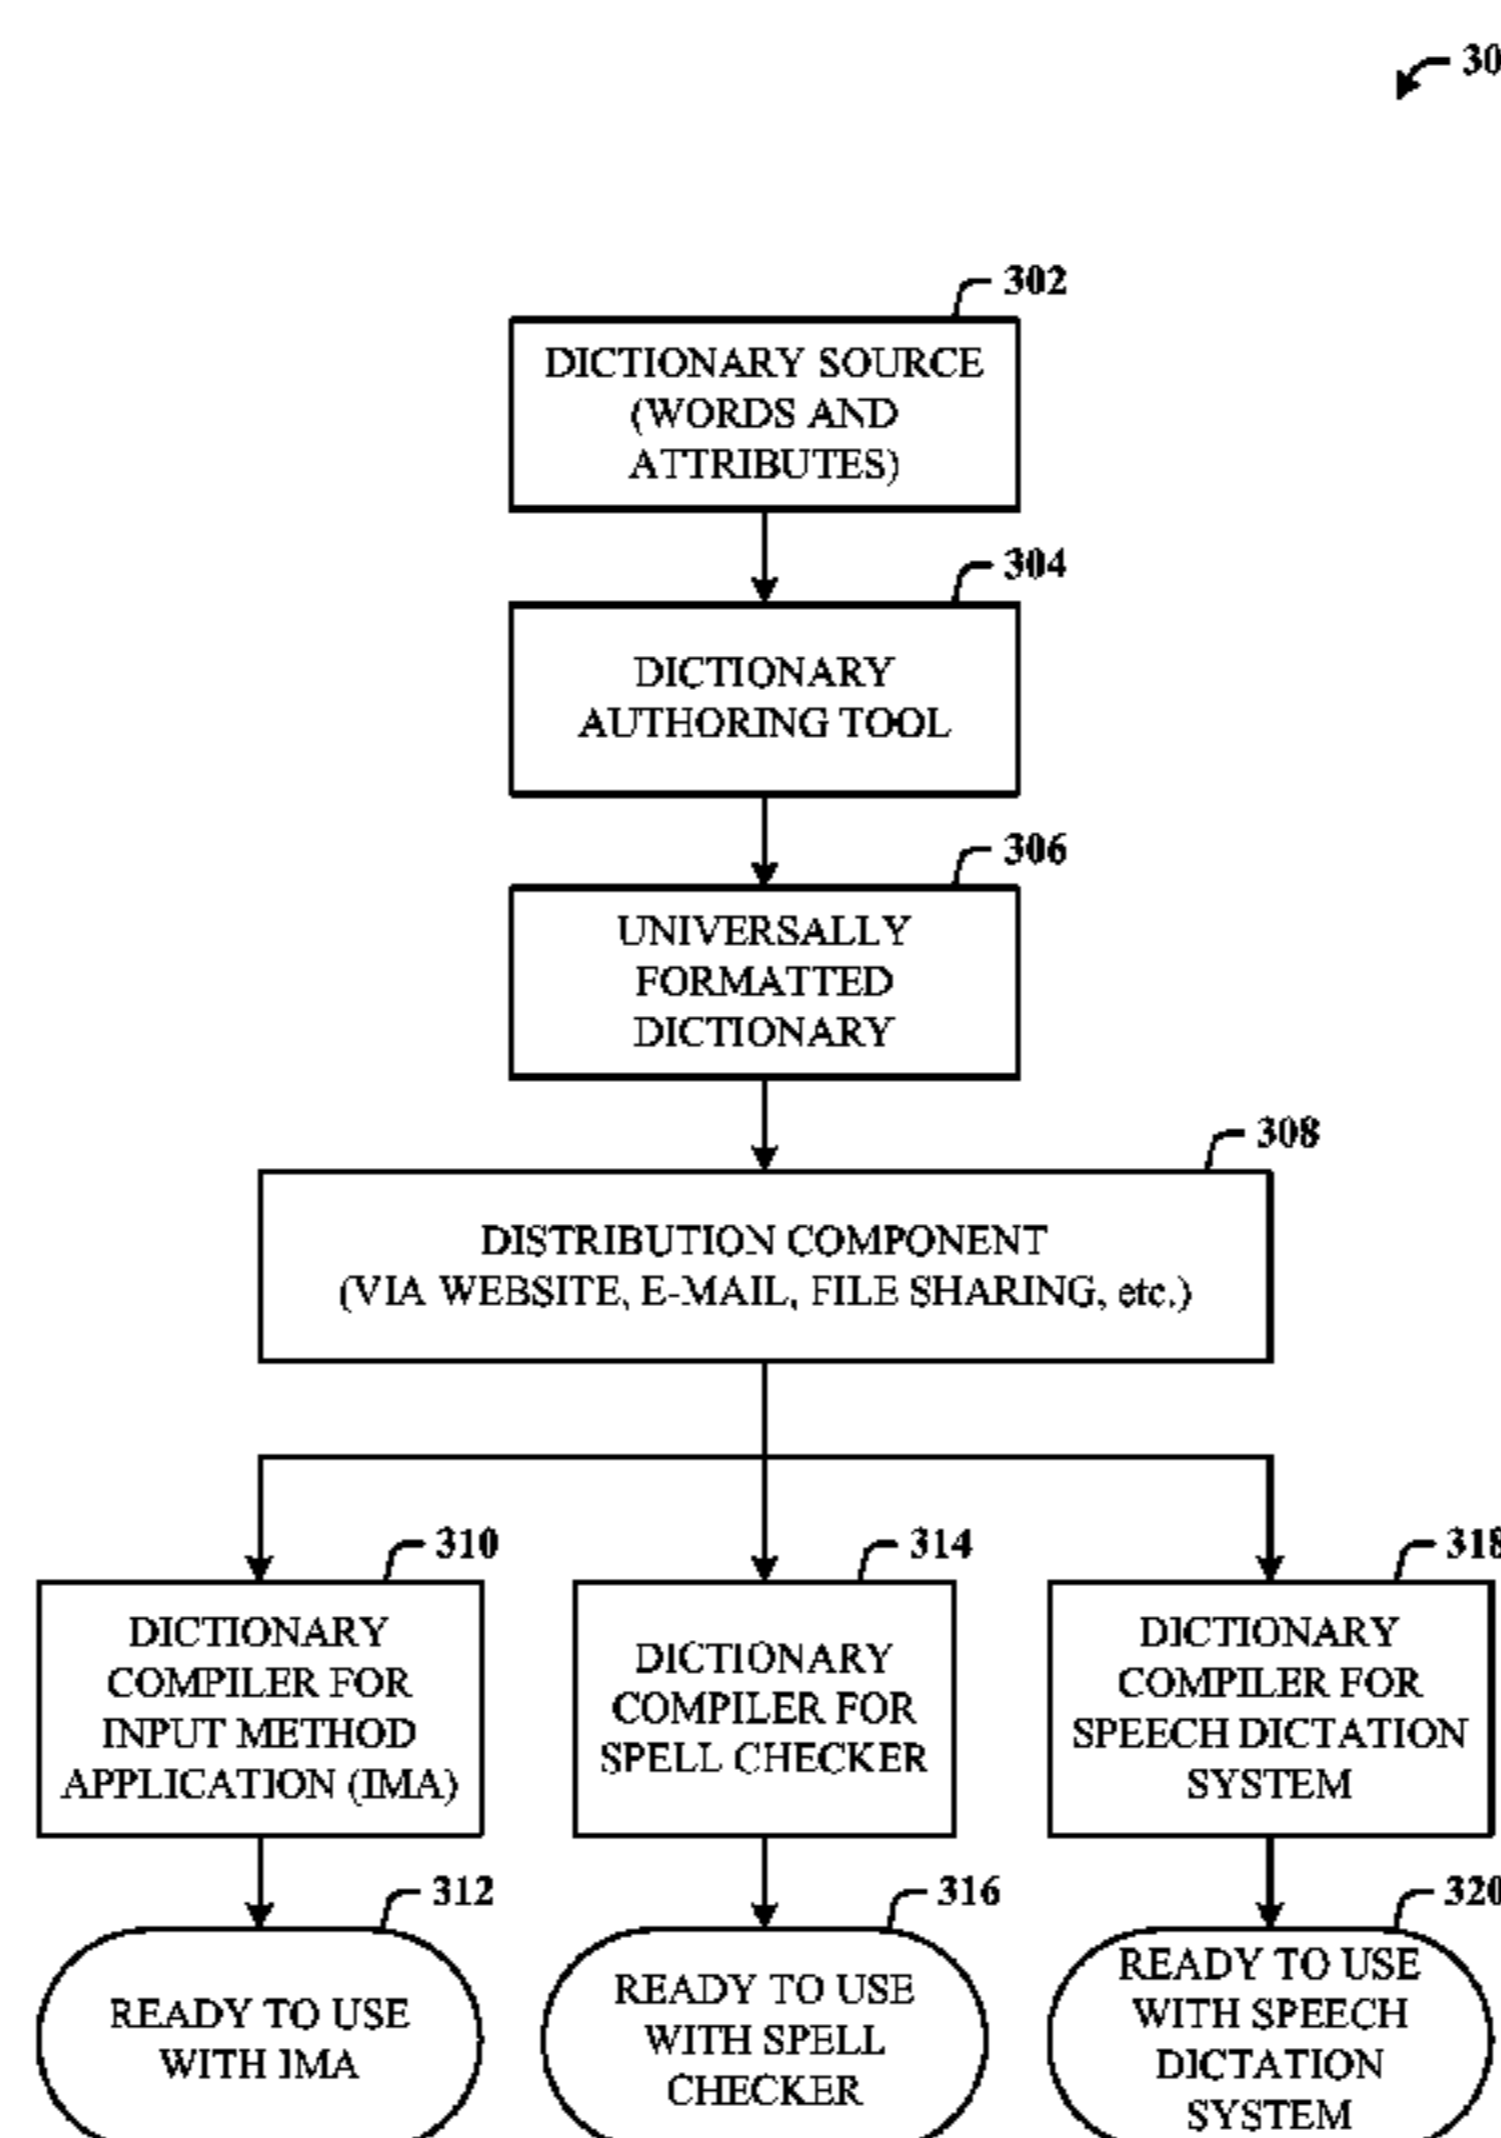 30
302
DICTIONARY SOURCE
(WORDS AND
ATTRIBUTES)
304
DICTIONARY
AUTHORING TOOL
306
UNIVERSALLY
FORMATTED
DICTIONARY
308
DISTRIBUTION COMPONENT
(VIA WEBSITE, E-MAIL, FILE SHARING, etc.)
310
DICTIONARY
COMPILER FOR
INPUT METHOD
APPLICATION (IMA)
314
DICTIONARY
COMPILER FOR
SPELL CHECKER
318
DICTIONARY
COMPILER FOR
SPEECH DICTATION
SYSTEM
312
READY TO USE
WITH IMA
316
READY TO USE
WITH SPELL
CHECKER
320
READY TO USE
WITH SPEECH
DICTATION
SYSTEM